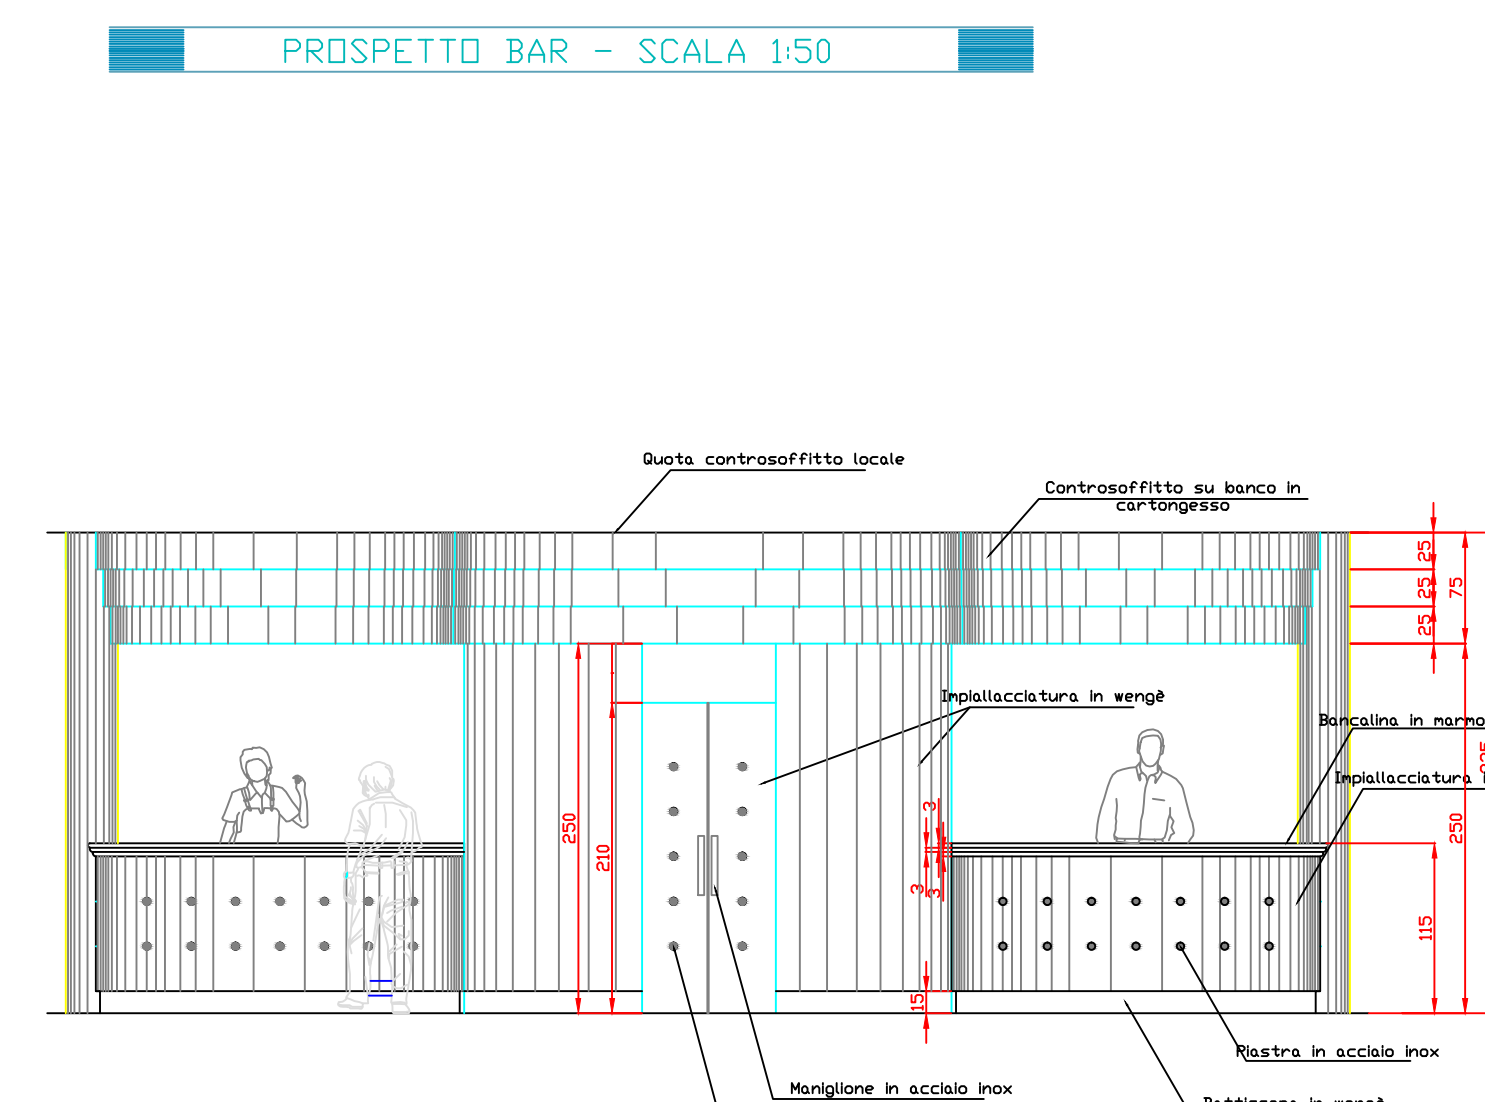 PROSPETTO BAR - SCALA 1:50
Quota controsoffitto locale
Controsoffitto su banco in
cartongesso
25
25
75
25
Impiallacciatura in wengè
Bancalina in marmo
Impiallacciatura
3
250
210
250
3
3
115
15
Riastra in acciaio inox
Maniglione in acciaio inox